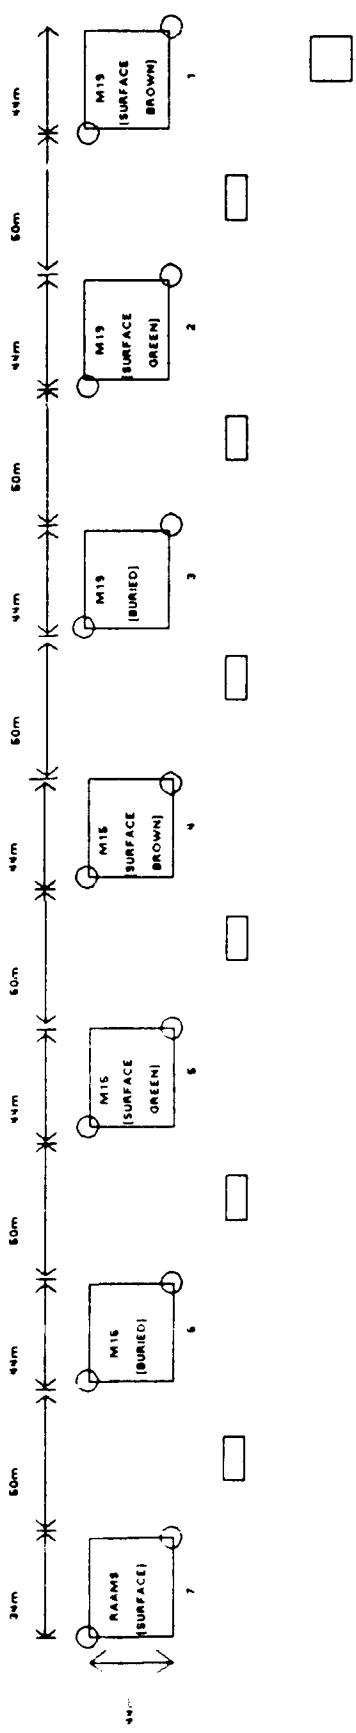 34m
50m
44m
50m
44m
50m
44m
50m
44m
50m
44m
50m
44m
RAAMS
[SURFACE]
7
M15
[BURIED]
6
M15
[SURFACE
GREEN]
5
M15
[SURFACE
BROWN]
4
M19
[BURIED]
3
M19
[SURFACE
GREEN]
2
M19
[SURFACE
BROWN]
1